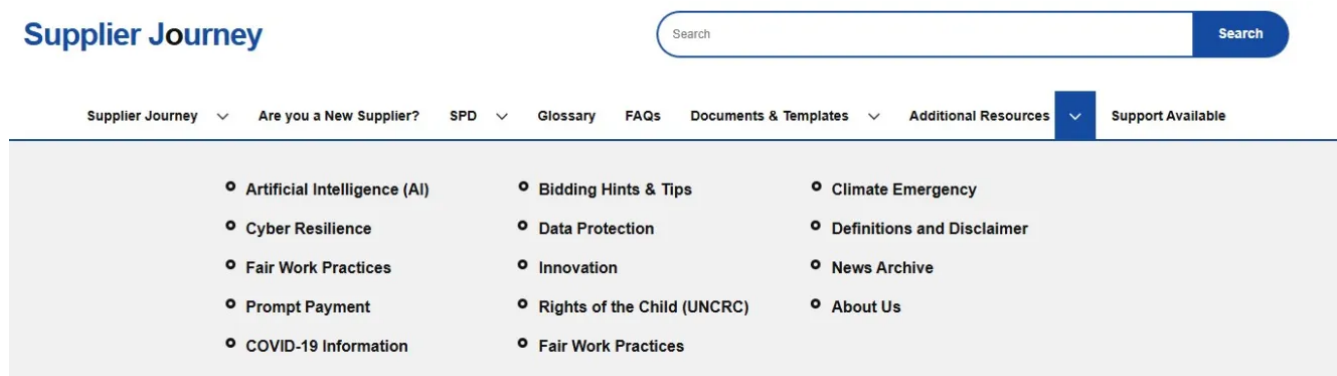 Supplier Journey
Search Search
Supplier Journey Are you a New Supplier? SPD Glossary FAQs Documents & Templates Additional Resources Support Available
Artificial Intelligence (AI) Bidding Hints & Tips Climate Emergency
Cyber Resilience Data Protection Definitions and Disclaimer
Fair Work Practices Innovation News Archive
Prompt Payment Rights of the Child (UNCRC) About Us
COVID-19 Information Fair Work Practices